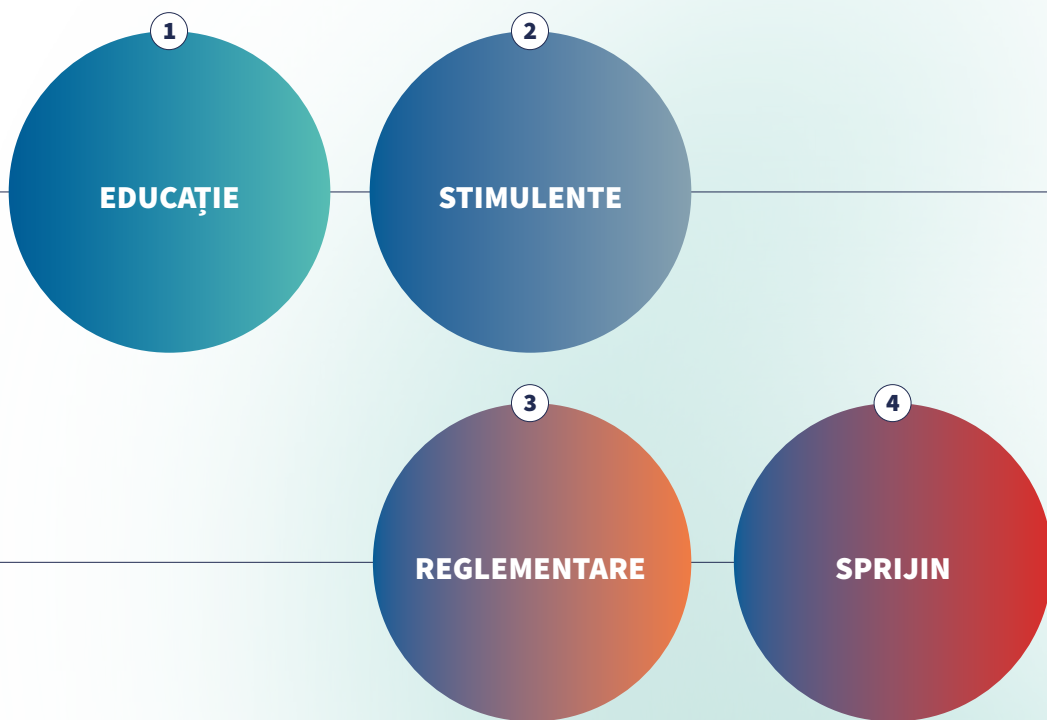 1
EDUCAȚIE
2
STIMULENTE
3
REGLEMENTARE
4
SPRIJIN